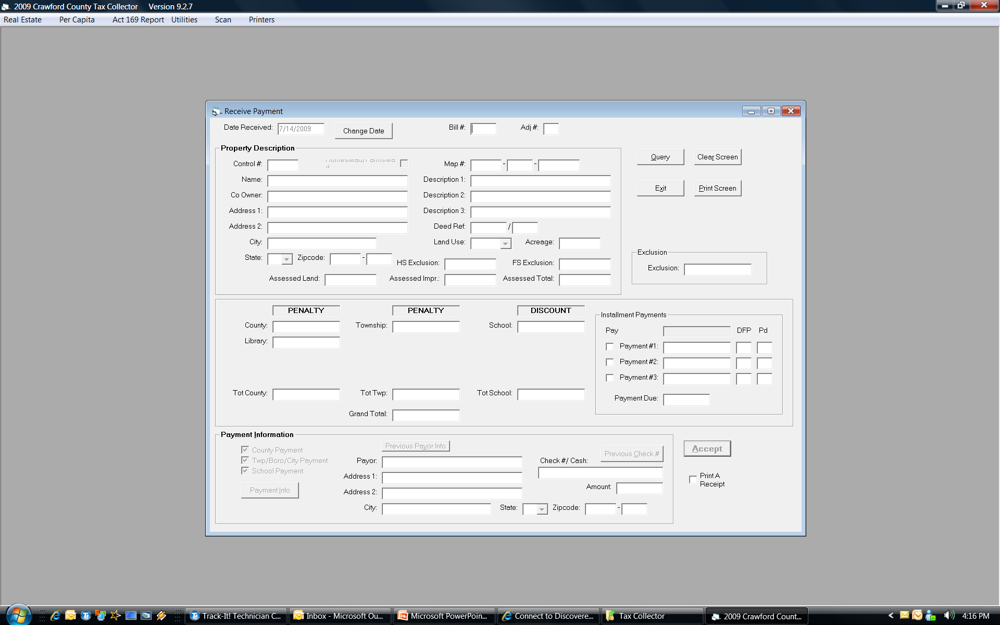 2009 Crawford County Tax Collector Version 9.2.7
Real Estate Per Capita Act 169 Report Utilities Scan Printers
Receive Payment
Date Received: 7/14/2009 Change Date Bill #: Adj #:
Property Description
Control #: Homestead/Farmstead Map #: - -
Query Clear Screen
Name: Description 1:
Exit Print Screen
Co Owner: Description 2:
Address 1: Description 3:
Address 2: Deed Ref: /
City: Land Use: Acreage:
State: Zipcode: - HS Exclusion: FS Exclusion:
Assessed Land: Assessed Impr.: Assessed Total:
Exclusion
Exclusion:
PENALTY PENALTY DISCOUNT
County: Township: School:
Library:
Tot County: Tot Twp: Tot School:
Grand Total:
Installment Payments
Pay DFP Pd
Payment #1:
Payment #2:
Payment #3:
Payment Due:
Payment Information
County Payment
Twp/Boro/City Payment
School Payment
Payment Info
Previous Payor Info
Payor:
Address 1:
Address 2:
City: State: Zipcode: -
Check #/ Cash: Previous Check #
Amount:
Accept
Print A
Receipt
Track-It! Technician C... Inbox - Microsoft Ou... Microsoft PowerPoin... Connect to Discovere... Tax Collector 2009 Crawford Count... 4:16 PM